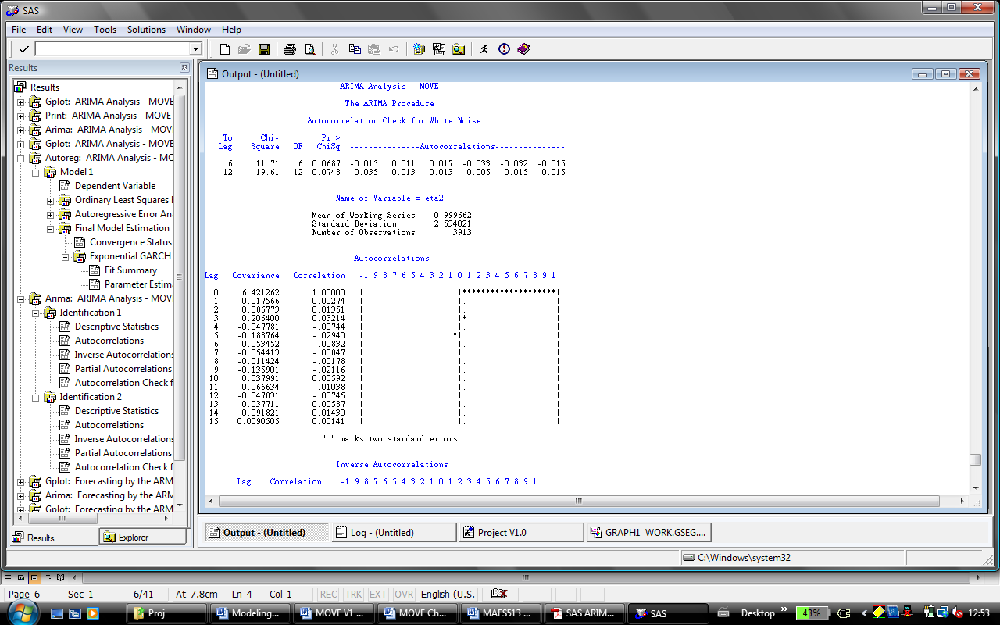 SAS
File Edit View Tools Solutions Window Help
Results
Results
Gplot: ARIMA Analysis - MOVE
Print: ARIMA Analysis - MOVE
Arima: ARIMA Analysis - MOVE
Gplot: ARIMA Analysis - MOVE
Autoreg: ARIMA Analysis - MO
Model 1
Dependent Variable
Ordinary Least Squares
Autoregressive Error An
Final Model Estimation
Convergence Status
Exponential GARCH
Fit Summary
Parameter Estim
Arima: ARIMA Analysis - MOVE
Identification 1
Descriptive Statistics
Autocorrelations
Inverse Autocorrelations
Partial Autocorrelations
Autocorrelation Check f
Identification 2
Descriptive Statistics
Autocorrelations
Inverse Autocorrelations
Partial Autocorrelations
Autocorrelation Check f
Gplot: Forecasting by the ARM
Arima: Forecasting by the ARM
Gplot: Forecasting by the ARM
Results Explorer
Output - (Untitled)
ARIMA Analysis - MOVE
The ARIMA Procedure
Autocorrelation Check for White Noise
To Chi- Pr >
Lag Square DF ChiSq ---------------Autocorrelations---------------
6 11.71 6 0.0687 -0.015 0.011 0.017 -0.033 -0.032 -0.015
12 19.61 12 0.0748 -0.035 -0.013 -0.013 0.005 0.015 -0.015
Name of Variable = eta2
Mean of Working Series 0.999662
Standard Deviation 2.534021
Number of Observations 3913
Autocorrelations
Lag Covariance Correlation -1 9 8 7 6 5 4 3 2 1 0 1 2 3 4 5 6 7 8 9 1
0 6.421262 1.00000 | |********************|
1 0.017566 0.00274 | .|. |
2 0.086773 0.01351 | .|. |
3 0.206400 0.03214 | .|* |
4 -0.047781 -.00744 | .|. |
5 -0.188764 -.02940 | *|. |
6 -0.053452 -.00832 | .|. |
7 -0.054413 -.00847 | .|. |
8 -0.011424 -.00178 | .|. |
9 -0.135901 -.02116 | .|. |
10 0.037991 0.00592 | .|. |
11 -0.066634 -.01038 | .|. |
12 -0.047831 -.00745 | .|. |
13 0.037711 0.00587 | .|. |
14 0.091821 0.01430 | .|. |
15 0.0090505 0.00141 | .|. |
"." marks two standard errors
Inverse Autocorrelations
Lag Correlation -1 9 8 7 6 5 4 3 2 1 0 1 2 3 4 5 6 7 8 9 1
Output - (Untitled) Log - (Untitled) Project V1.0 GRAPH1 WORK.GSEG....
C:\Windows\system32
Page 6 Sec 1 6/41 At 7.8cm Ln 4 Col 1 REC TRK EXT OVR English (U.S.
Proj Modeling... MOVE V1 ... MOVE Ch... MAFS513 ... SAS ARIM... SAS Desktop » 43% 12:53